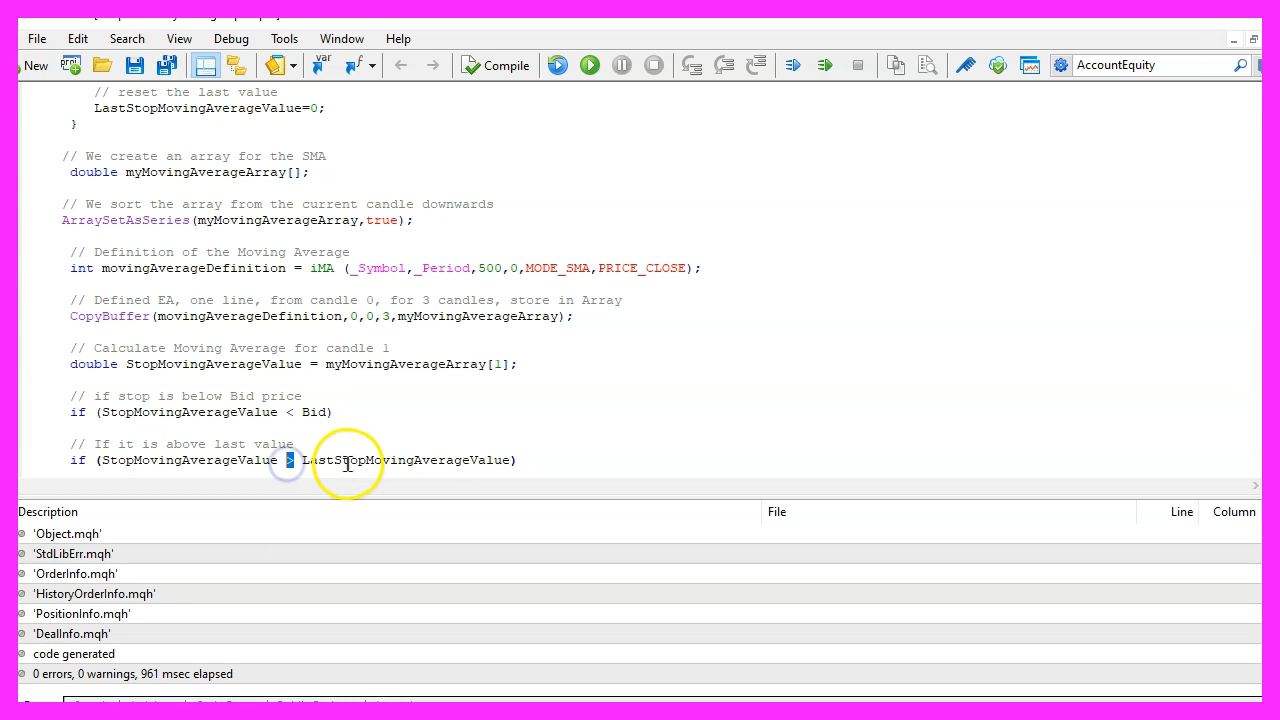 File Edit Search View Debug Tools Window Help
New Compile AccountEquity
// reset the last value
LastStopMovingAverageValue=0;
}
// We create an array for the SMA
double myMovingAverageArray[];
// We sort the array from the current candle downwards
ArraySetAsSeries(myMovingAverageArray,true);
// Definition of the Moving Average
int movingAverageDefinition = iMA (_Symbol,_Period,500,0,MODE_SMA,PRICE_CLOSE);
// Defined EA, one line, from candle 0, for 3 candles, store in Array
CopyBuffer(movingAverageDefinition,0,0,3,myMovingAverageArray);
// Calculate Moving Average for candle 1
double StopMovingAverageValue = myMovingAverageArray[1];
// if stop is below Bid price
if (StopMovingAverageValue < Bid)
// If it is above last value
if (StopMovingAverageValue > LastStopMovingAverageValue)
Description File Line Column
'Object.mqh'
'StdLibErr.mqh'
'OrderInfo.mqh'
'HistoryOrderInfo.mqh'
'PositionInfo.mqh'
'DealInfo.mqh'
code generated
0 errors, 0 warnings, 961 msec elapsed